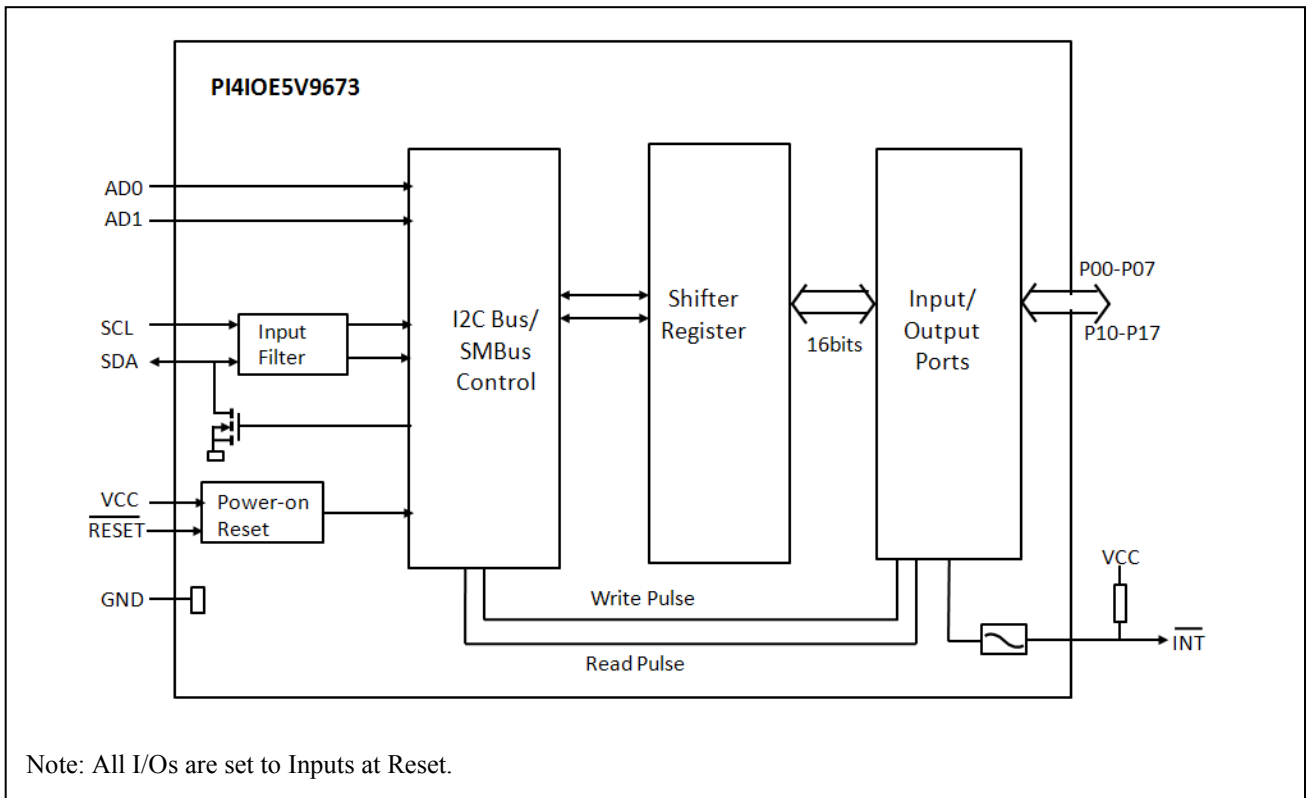 PI4IOE5V9673
AD0
AD1
SCL
SDA
Input
Filter
I2C Bus/
SMBus
Control
Shifter
Register
16bits
Input/
Output
Ports
P00-P07
P10-P17
VCC
RESET
Power-on
Reset
GND
Write Pulse
Read Pulse
VCC
INT
Note: All I/Os are set to Inputs at Reset.